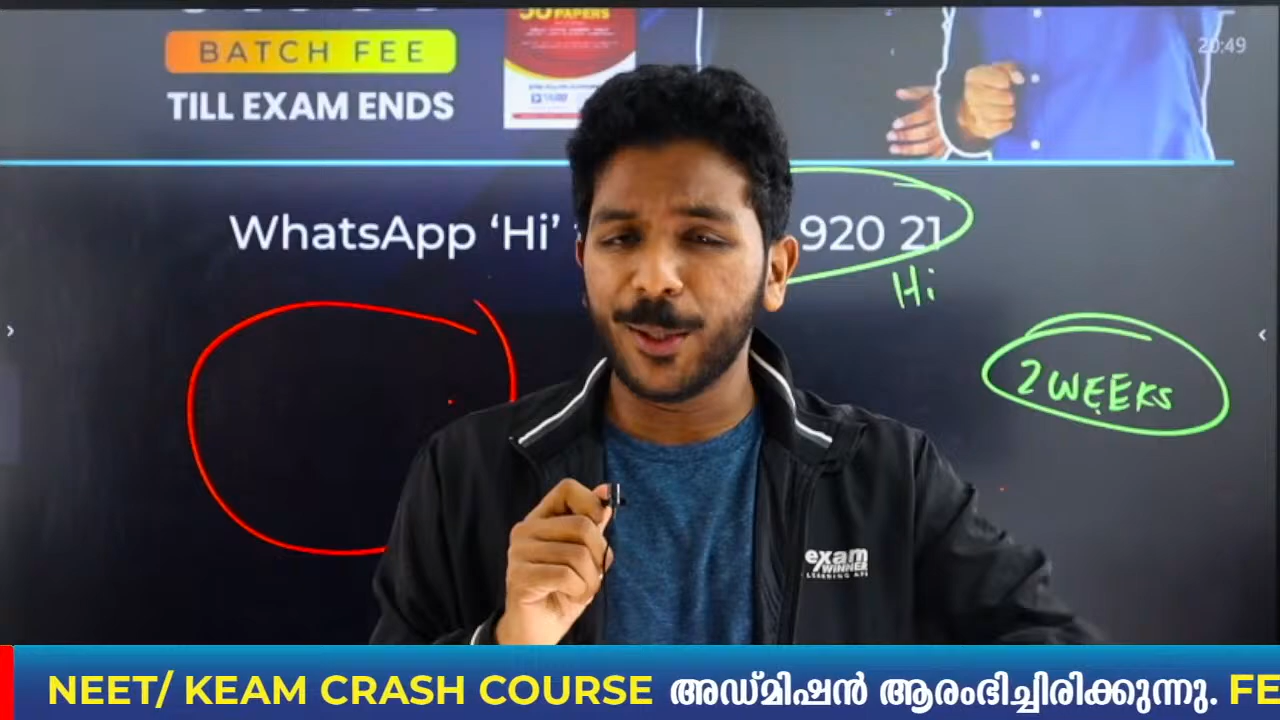 PAPERS
20:49
BATCH FEE
TILL EXAM ENDS
WhatsApp ‘Hi’
920 21
Hi
2 WEEKS
exam
WINNER
LEARNING APP
NEET/ KEAM CRASH COURSE അഡ്മിഷൻ ആരംഭിച്ചിരിക്കുന്നു. FE